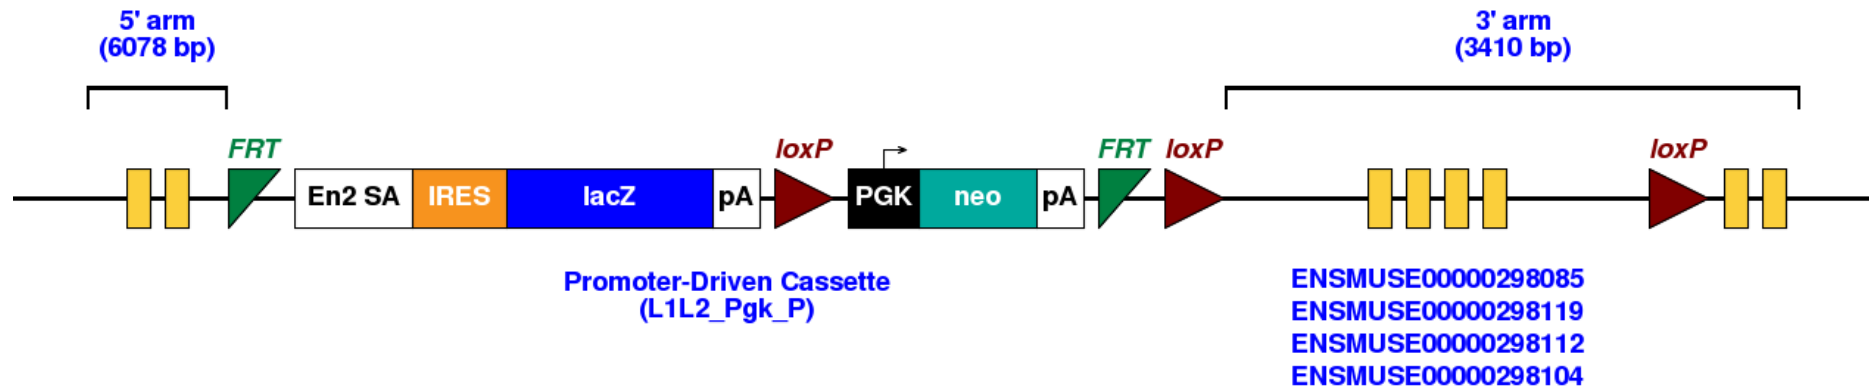 5' arm
(6078 bp)
3' arm
(3410 bp)
FRT
loxP
FRT
loxP
loxP
En2 SA
IRES
lacZ
pA
PGK
neo
pA
Promoter-Driven Cassette
(L1L2_Pgk_P)
ENSMUSE00000298085
ENSMUSE00000298119
ENSMUSE00000298112
ENSMUSE00000298104